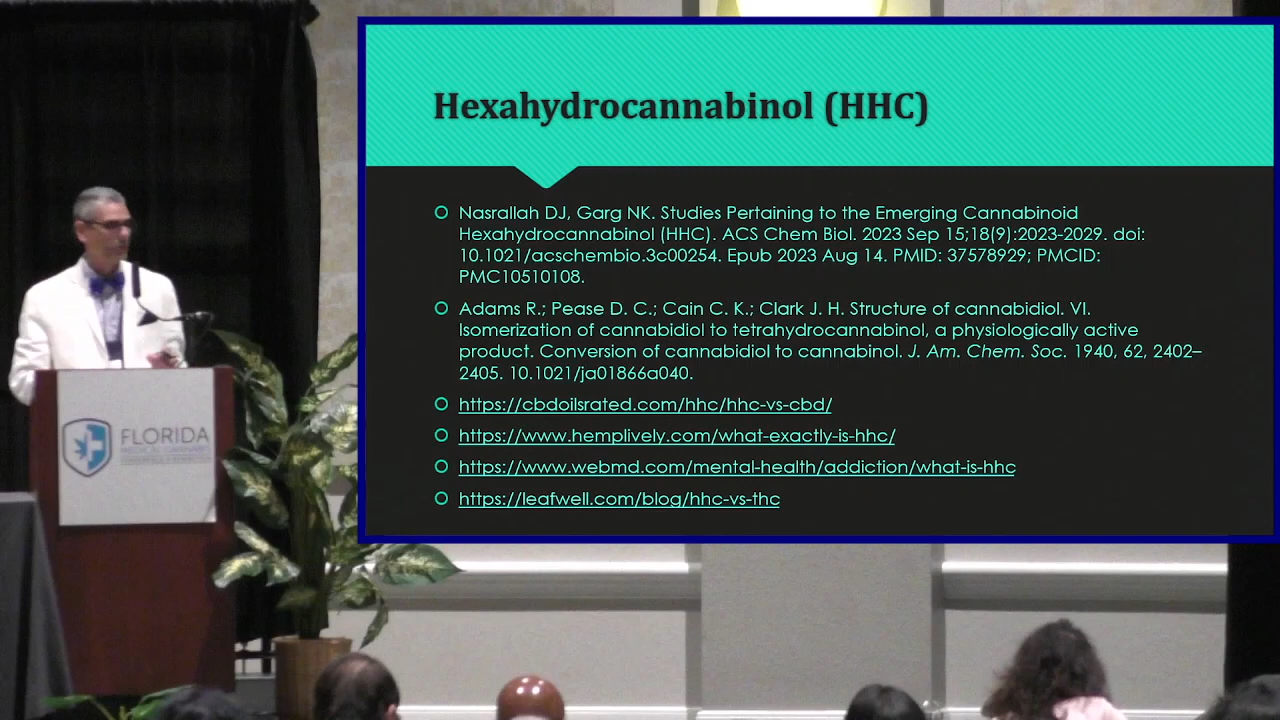 Hexahydrocannabinol (HHC)
Nasrallah DJ, Garg NK. Studies Pertaining to the Emerging Cannabinoid
Hexahydrocannabinol (HHC). ACS Chem Biol. 2023 Sep 15;18(9):2023-2029. doi:
10.1021/acschembio.3c00254. Epub 2023 Aug 14. PMID: 37578929; PMCID:
PMC10510108.
Adams R.; Pease D. C.; Cain C. K.; Clark J. H. Structure of cannabidiol. VI.
Isomerization of cannabidiol to tetrahydrocannabinol, a physiologically active
product. Conversion of cannabidiol to cannabinol. J. Am. Chem. Soc. 1940, 62, 2402–
2405. 10.1021/ja01866a040.
https://cbdoilsrated.com/hhc/hhc-vs-cbd/
https://www.hemplively.com/what-exactly-is-hhc/
https://www.webmd.com/mental-health/addiction/what-is-hhc
https://leafwell.com/blog/hhc-vs-thc
FLORIDA
MEDICAL CANNABIS